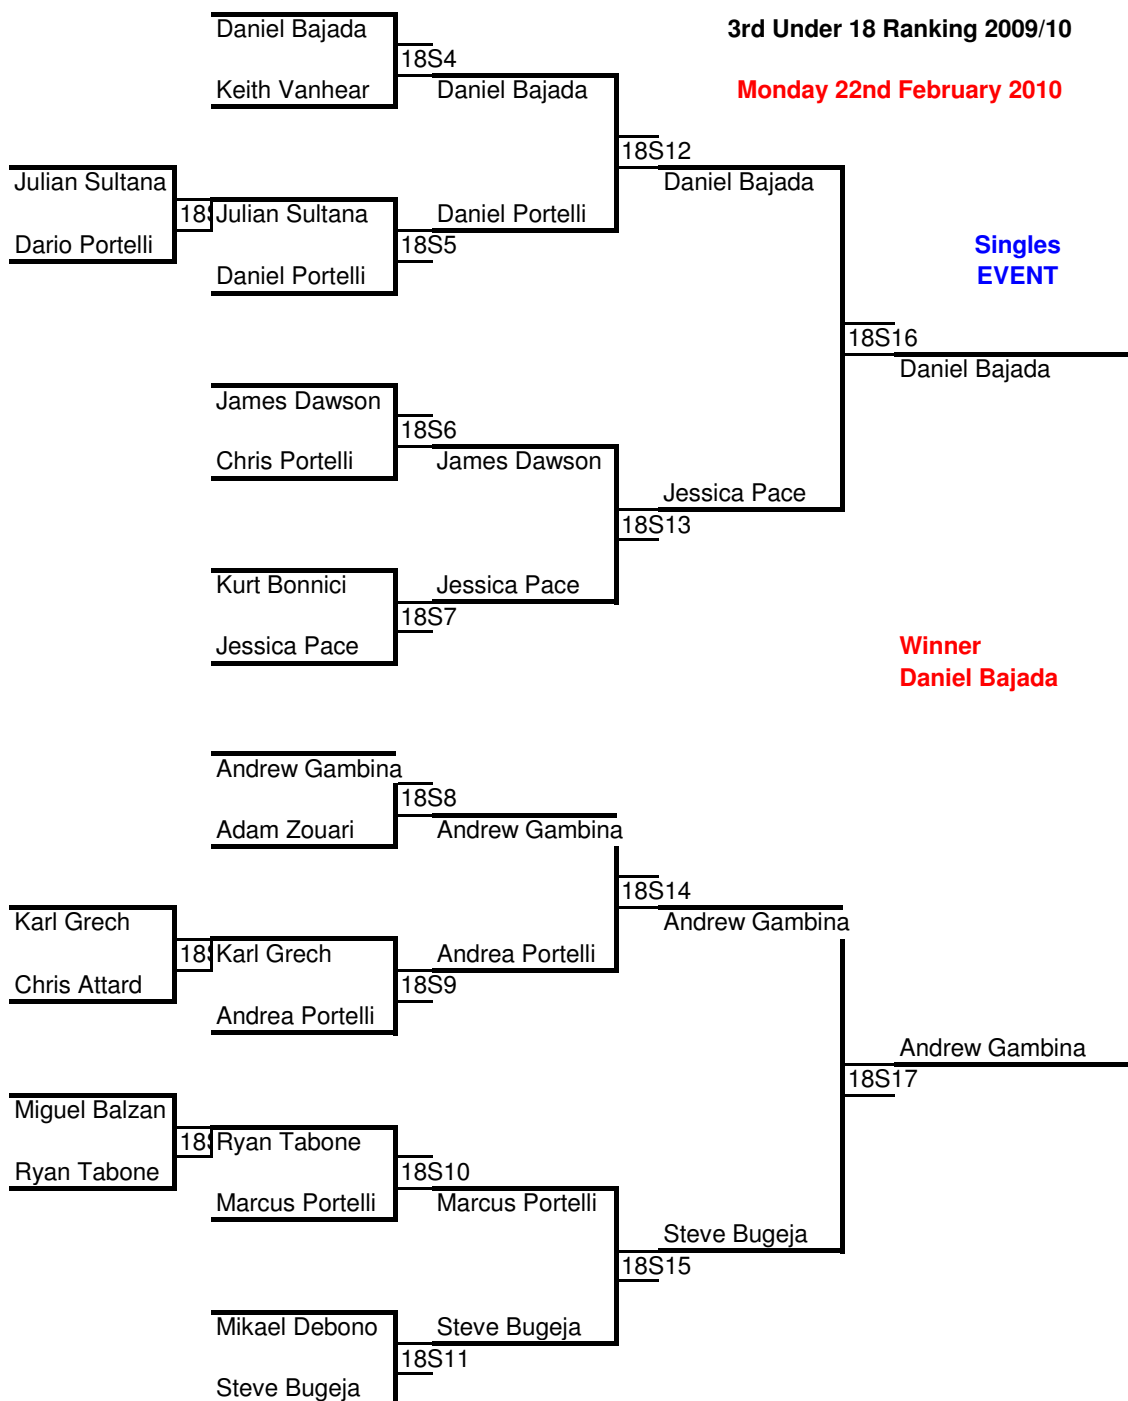 Daniel Bajada
3rd Under 18 Ranking 2009/10
18S4
Keith Vanhear
Daniel Bajada
Monday 22nd February 2010
18S12
Julian Sultana
Daniel Bajada
18S
Julian Sultana
Daniel Portelli
Dario Portelli
18S5
Singles
Daniel Portelli
EVENT
18S16
Daniel Bajada
James Dawson
18S6
Chris Portelli
James Dawson
Jessica Pace
18S13
Kurt Bonnici
Jessica Pace
18S7
Jessica Pace
Winner
Daniel Bajada
Andrew Gambina
18S8
Adam Zouari
Andrew Gambina
18S14
Karl Grech
Andrew Gambina
18S
Karl Grech
Andrea Portelli
Chris Attard
18S9
Andrea Portelli
Andrew Gambina
18S17
Miguel Balzan
18S
Ryan Tabone
Ryan Tabone
18S10
Marcus Portelli
Marcus Portelli
Steve Bugeja
18S15
Mikael Debono
Steve Bugeja
18S11
Steve Bugeja